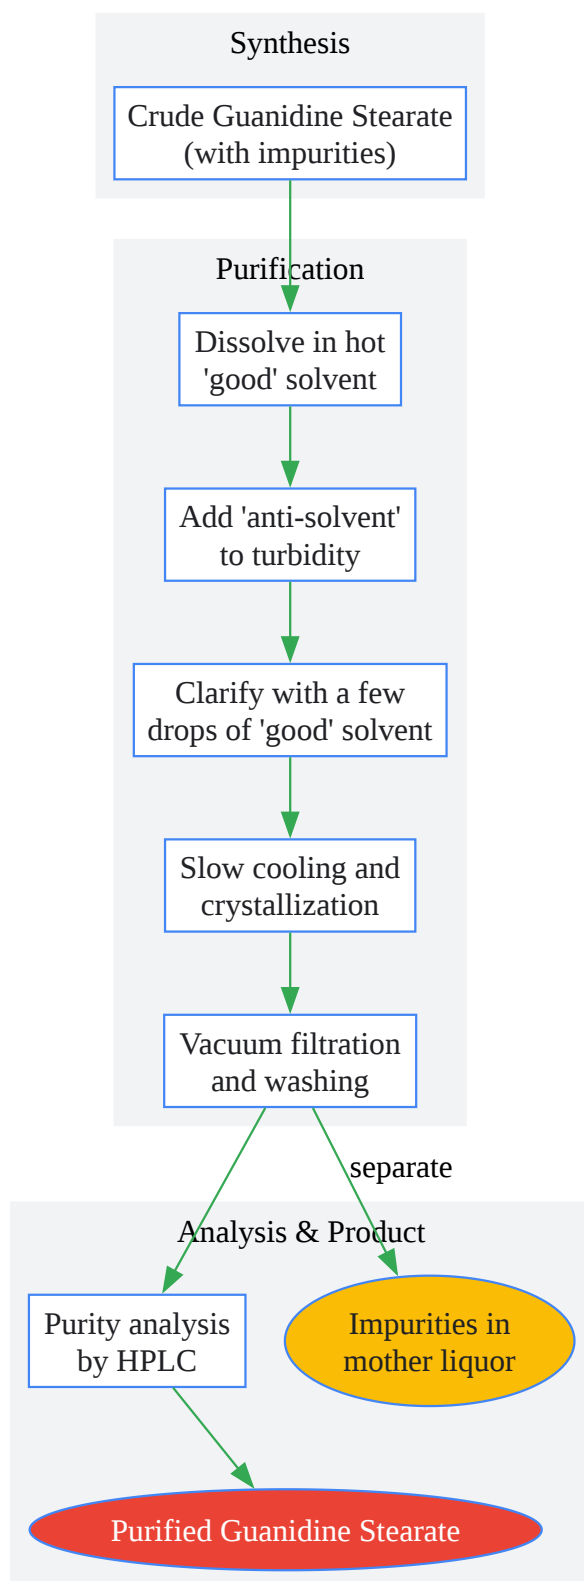 Synthesis
Crude Guanidine Stearate
(with impurities)
Purification
Dissolve in hot
'good' solvent
Add 'anti-solvent'
to turbidity
Clarify with a few
drops of 'good' solvent
Slow cooling and
crystallization
Vacuum filtration
and washing
separate
Analysis & Product
Purity analysis
by HPLC
Impurities in
mother liquor
Purified Guanidine Stearate